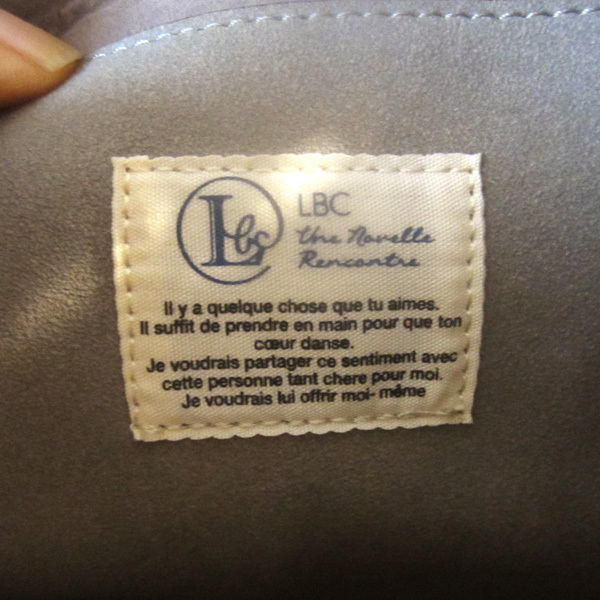 Lbc
LBC
Une Novelle
Rencontre
Il y a quelque chose que tu aimes.
Il suffit de prendre en main pour que ton
cœur danse.
Je voudrais partager ce sentiment avec
cette personne tant chere pour moi.
Je voudrais lui offrir moi- même